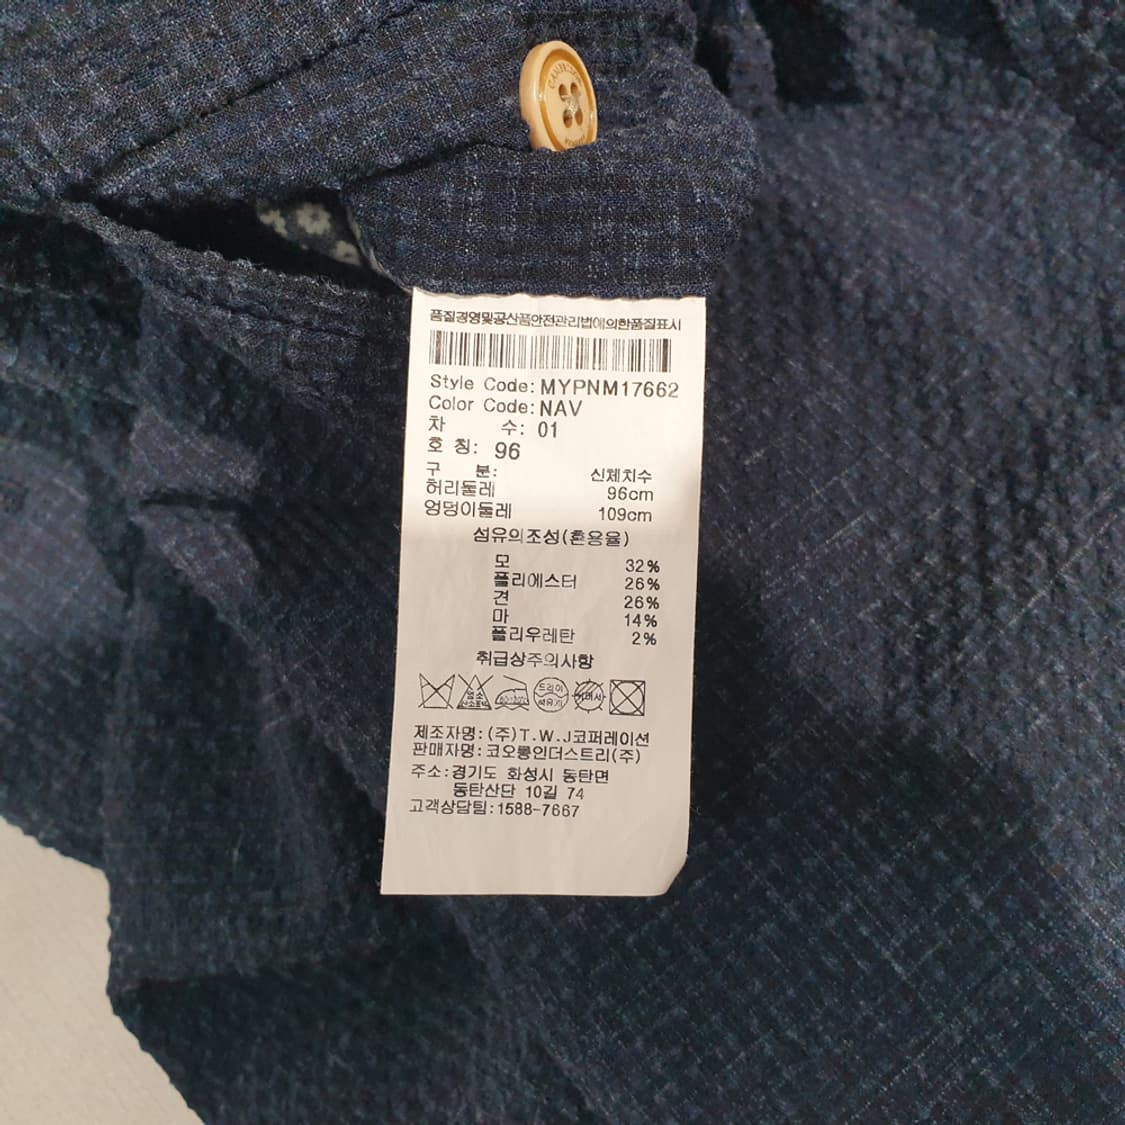 품질경영및공산품안전관리법에의한품질표시
Style Code: MYPNM17662
Color Code: NAV
차 수: 01
호 칭: 96
구 분: 신체치수
허리둘레 96cm
엉덩이둘레 109cm
섬유의조성(혼용율)
모 32%
폴리에스터 26%
견 26%
마 14%
폴리우레탄 2%
취급상주의사항
드라이
제조자명:(주)T.W.J코퍼레이션
판매자명:코오롱인더스트리(주)
주소:경기도 화성시 동탄면
동탄산단 10길 74
고객상담팀:1588-7667